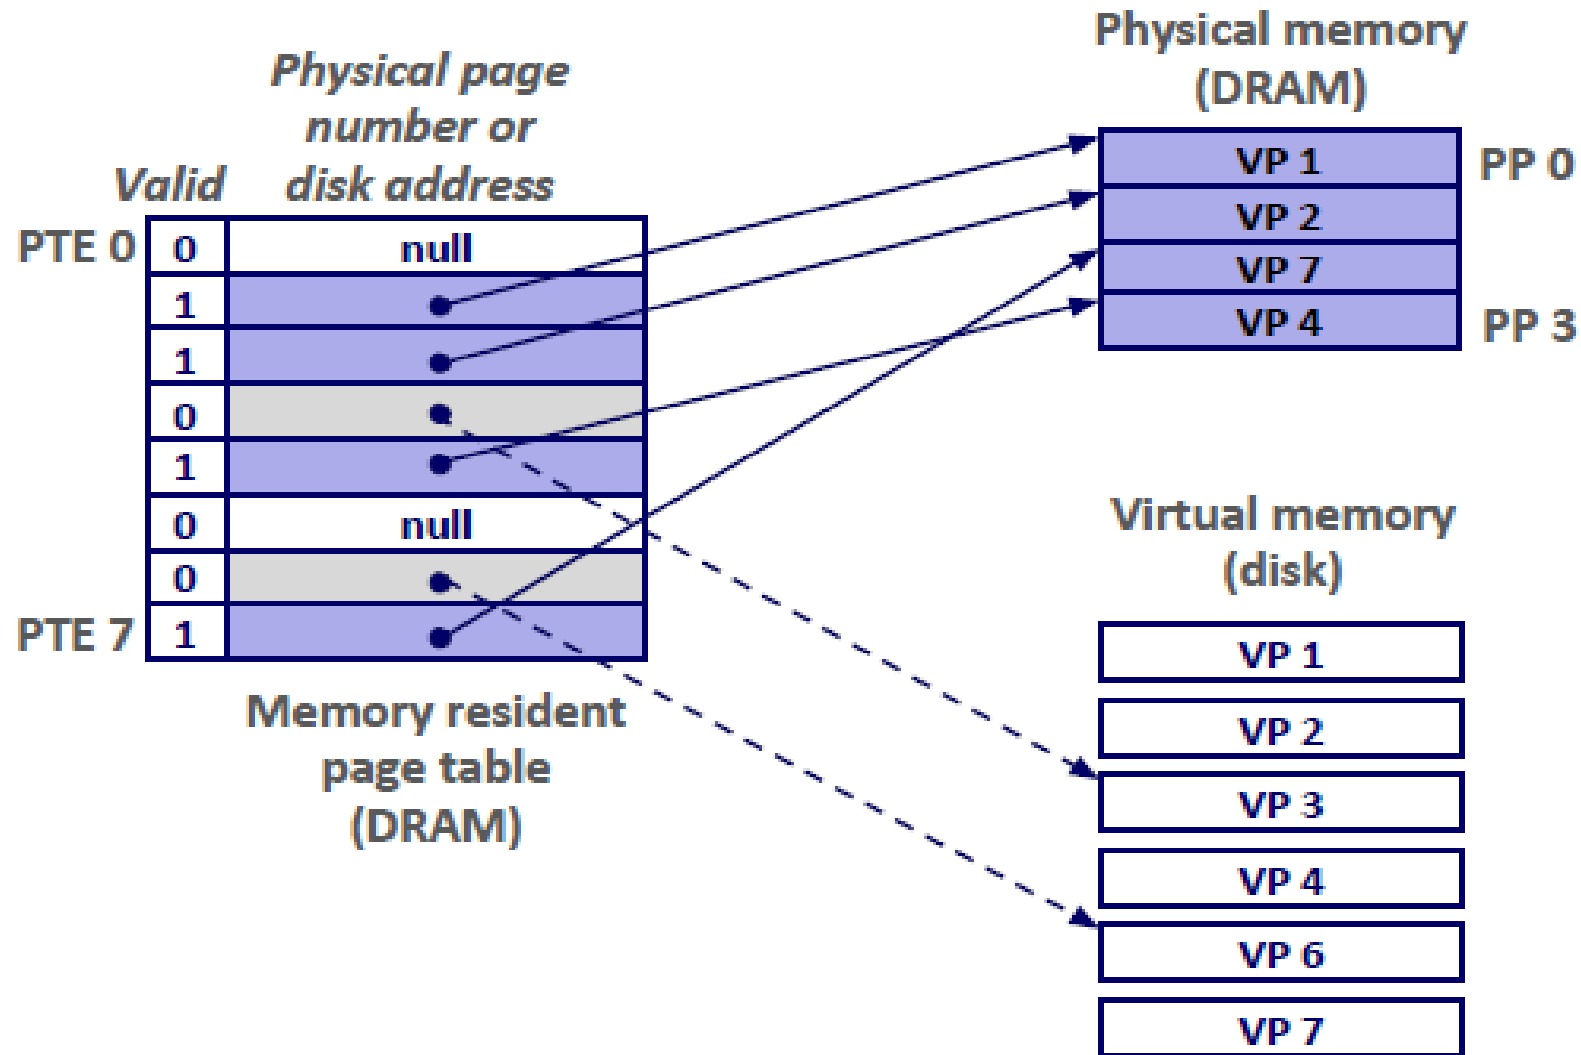 Physical memory
(DRAM)
Physical page
number or
disk address
Valid
VP 1
PP 0
VP 2
VP 7
VP 4
PP 3
PTE 0
0
null
1
1
0
1
0
null
0
PTE 7
1
Memory resident
page table
(DRAM)
Virtual memory
(disk)
VP 1
VP 2
VP 3
VP 4
VP 6
VP 7